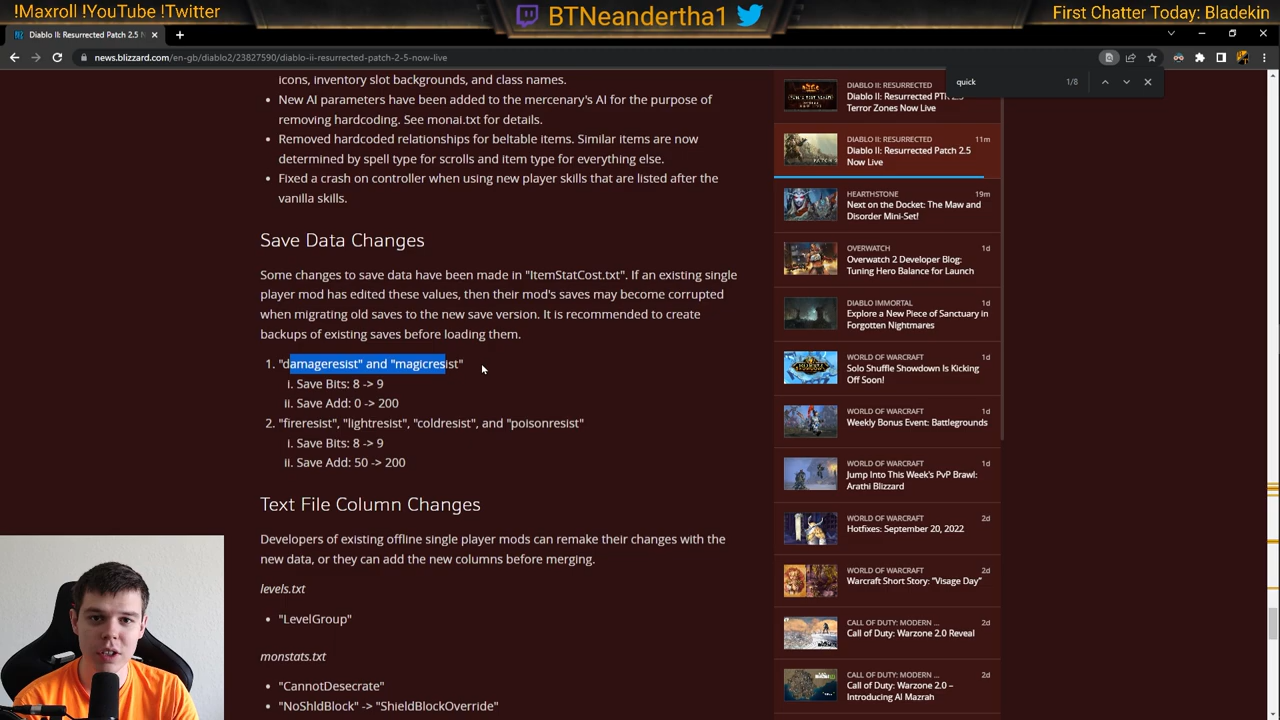 !Maxroll !YouTube !Twitter
BTNeandertha1
First Chatter Today: Bladekin
Diablo II: Resurrected Patch 2.5 N
news.blizzard.com/en-gb/diablo2/23827590/diablo-ii-resurrected-patch-2-5-now-live
quick
1/8
icons, inventory slot backgrounds, and class names.
• New AI parameters have been added to the mercenary's AI for the purpose of
removing hardcoding. See monai.txt for details.
• Removed hardcoded relationships for beltable items. Similar items are now
determined by spell type for scrolls and item type for everything else.
• Fixed a crash on controller when using new player skills that are listed after the
vanilla skills.
Save Data Changes
Some changes to save data have been made in "ItemStatCost.txt". If an existing single
player mod has edited these values, then their mod's saves may become corrupted
when migrating old saves to the new save version. It is recommended to create
backups of existing saves before loading them.
1. "damageresist" and "magicresist"
i. Save Bits: 8 -> 9
ii. Save Add: 0 -> 200
2. "fireresist", "lightresist", "coldresist", and "poisonresist"
i. Save Bits: 8 -> 9
ii. Save Add: 50 -> 200
Text File Column Changes
Developers of existing offline single player mods can remake their changes with the
new data, or they can add the new columns before merging.
levels.txt
• "LevelGroup"
monstats.txt
• "CannotDesecrate"
• "NoShldBlock" -> "ShieldBlockOverride"
DIABLO II: RESURRECTED
Diablo II: Resurrected PTR 2.5
Terror Zones Now Live
DIABLO II: RESURRECTED
11m
Diablo II: Resurrected Patch 2.5
Now Live
HEARTHSTONE
19m
Next on the Docket: The Maw and
Disorder Mini-Set!
OVERWATCH
1d
Overwatch 2 Developer Blog:
Tuning Hero Balance for Launch
DIABLO IMMORTAL
1d
Explore a New Piece of Sanctuary in
Forgotten Nightmares
WORLD OF WARCRAFT
1d
Solo Shuffle Showdown Is Kicking
Off Soon!
WORLD OF WARCRAFT
1d
Weekly Bonus Event: Battlegrounds
WORLD OF WARCRAFT
1d
Jump Into This Week's PvP Brawl:
Arathi Blizzard
WORLD OF WARCRAFT
2d
Hotfixes: September 20, 2022
WORLD OF WARCRAFT
2d
Warcraft Short Story: "Visage Day"
CALL OF DUTY: MODERN ...
2d
Call of Duty: Warzone 2.0 Reveal
CALL OF DUTY: MODERN ...
2d
Call of Duty: Warzone 2.0 –
Introducing Al Mazrah